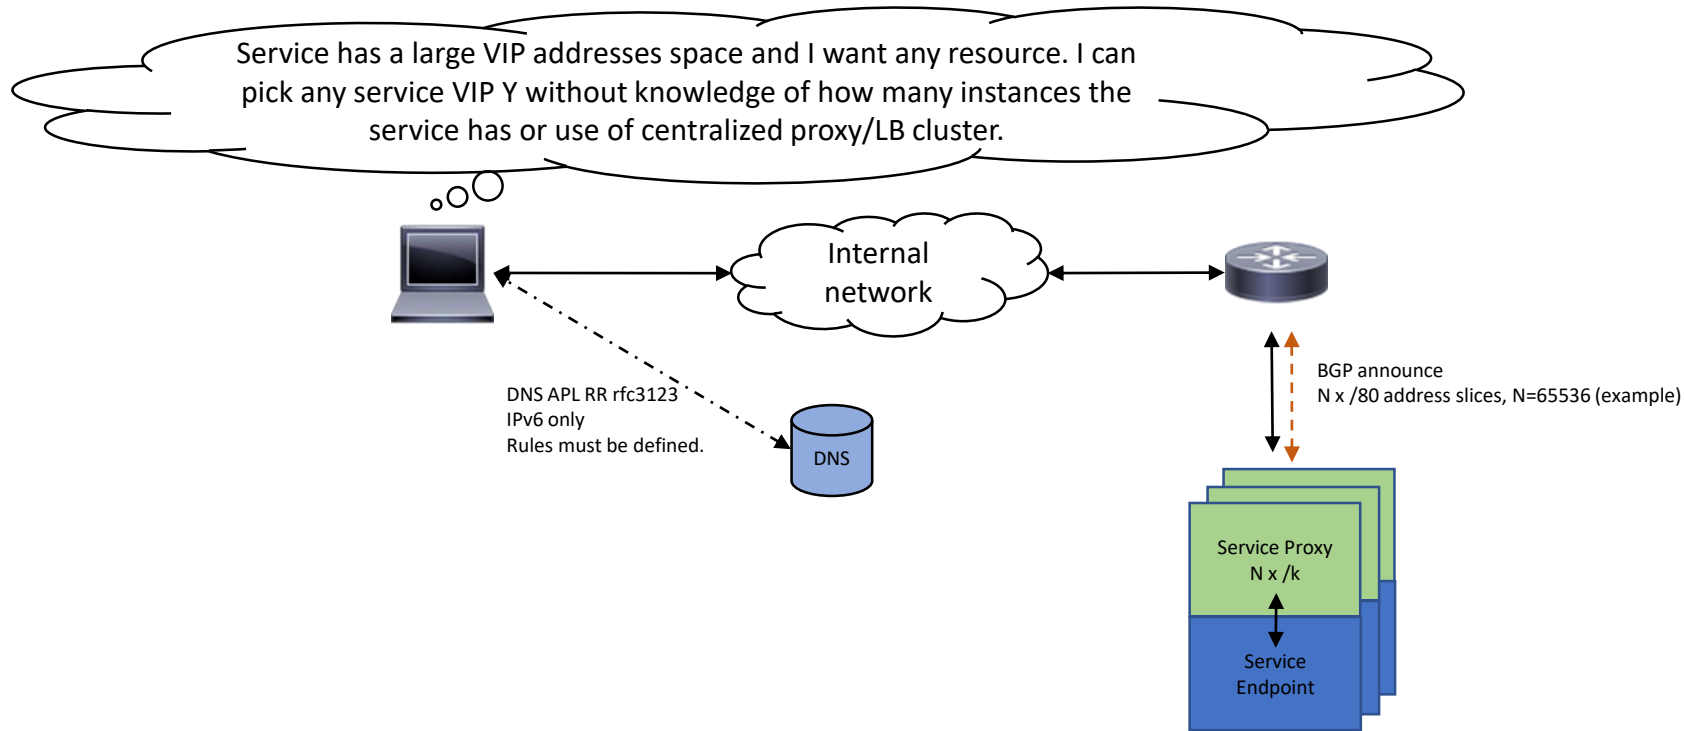 Service has a large VIP addresses space and I want any resource. I can
pick any service VIP Y without knowledge of how many instances the
service has or use of centralized proxy/LB cluster.
Internal
network
BGP announce
N x /80 address slices, N=65536 (example)
DNS APL RR rfc3123
IPv6 only
Rules must be defined.
DNS
Service Proxy
N x /k
Service
Endpoint